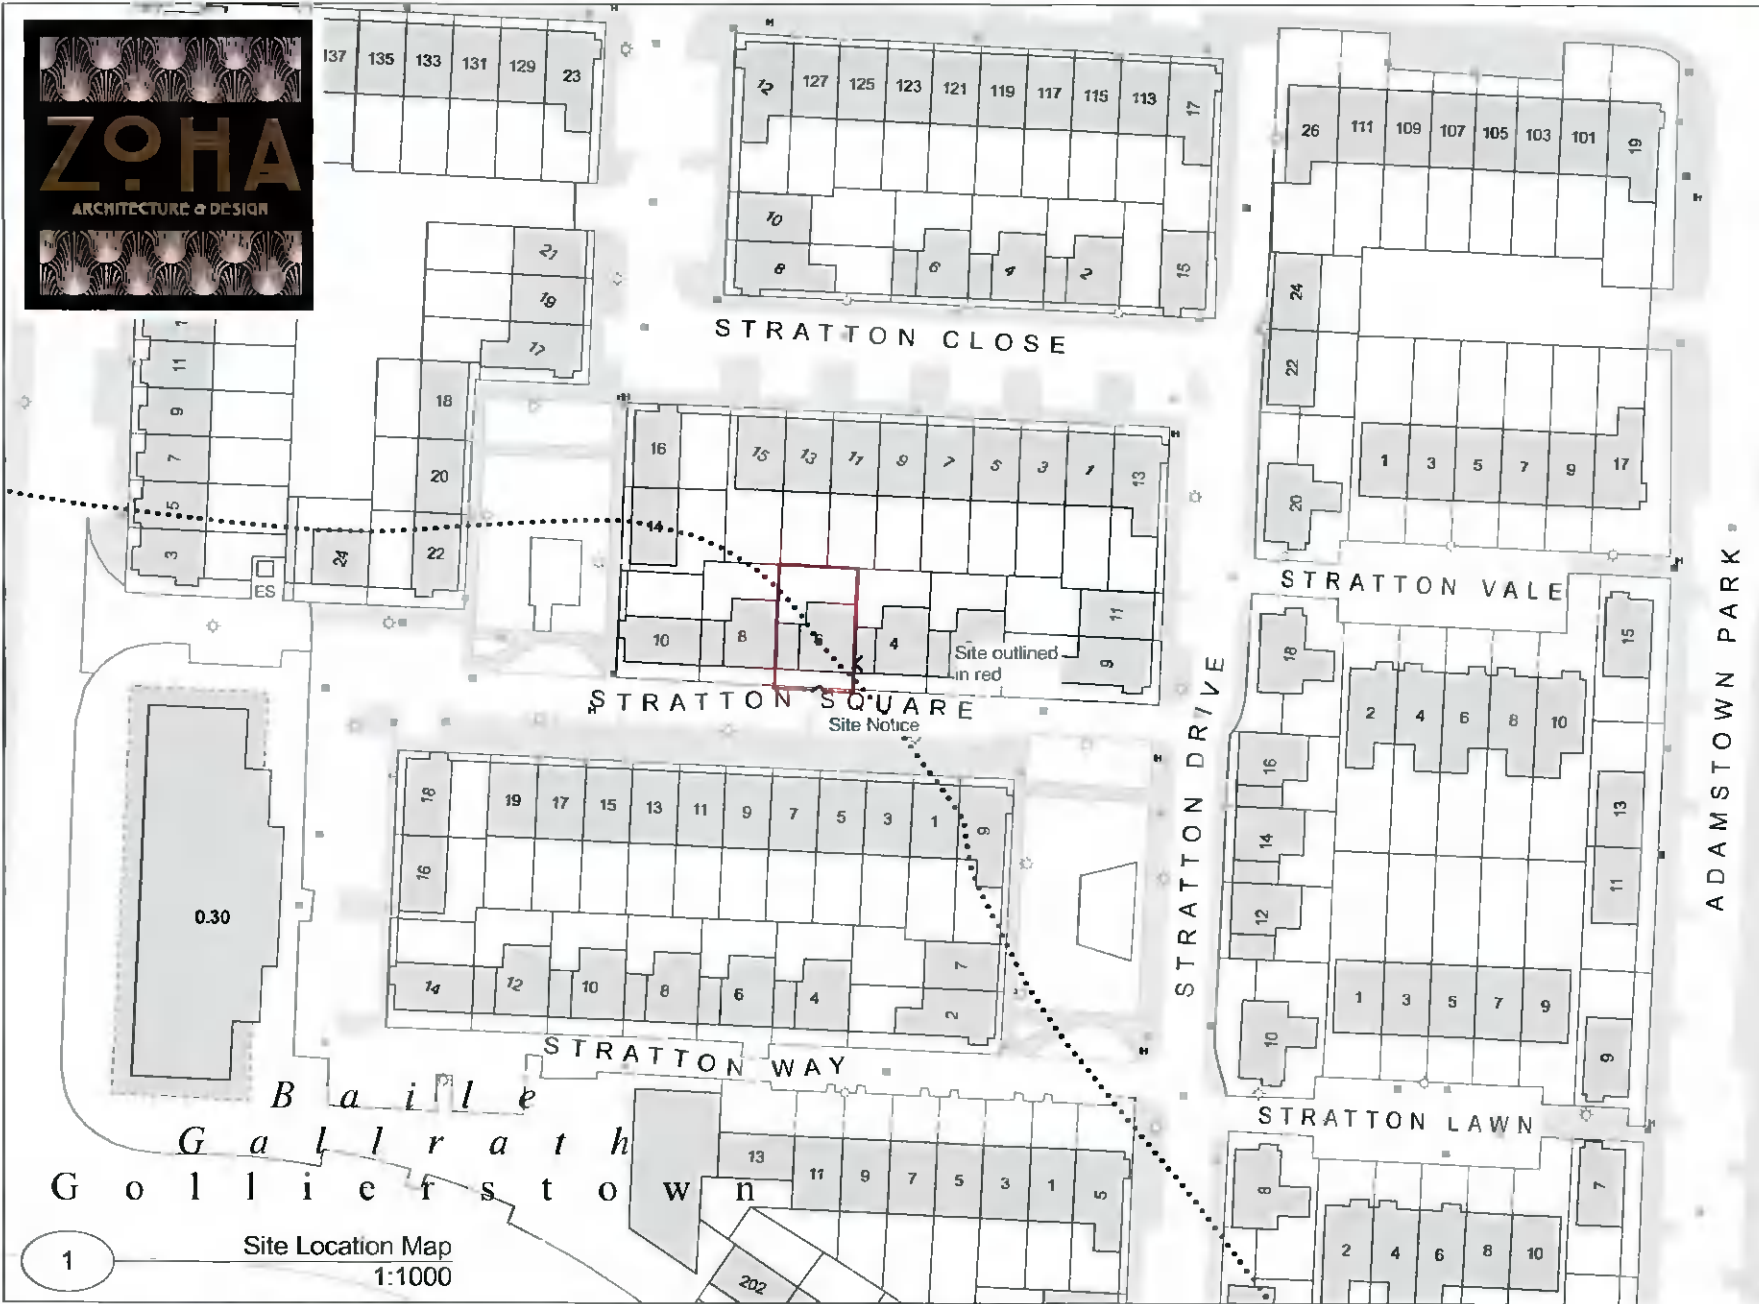 ZOHA
ARCHITECTURE & DESIGN
137 135 133 131 129 23
12 127 125 123 121 119 117 115 113 17
26 111 109 107 105 103 101 19
10
8 6 4 2 15
21
19
17
24
22
STRATTON CLOSE
11
9
7
5
3
18
20
22
24
ES
16 15 13 11 9 7 5 3 1 13
14
10 8 6 4 11
9
Site outlined
in red
STRATTON SQUARE
Site Notice
1 3 5 7 9 17
20
STRATTON VALE
STRATTON DRIVE
ADAMSTOWN PARK
18 15
2 4 6 8 10
16
14
12
10
13
11
9
1 3 5 7 9
18 19 17 15 13 11 9 7 5 3 1 9
16
0.30
14 12 10 8 6 4 7
2
STRATTON WAY
STRATTON LAWN
Baile
Gallrath
Gollierstown
13 11 9 7 5 3 1 5
202
8 7
2 4 6 8 10
1
Site Location Map
1:1000